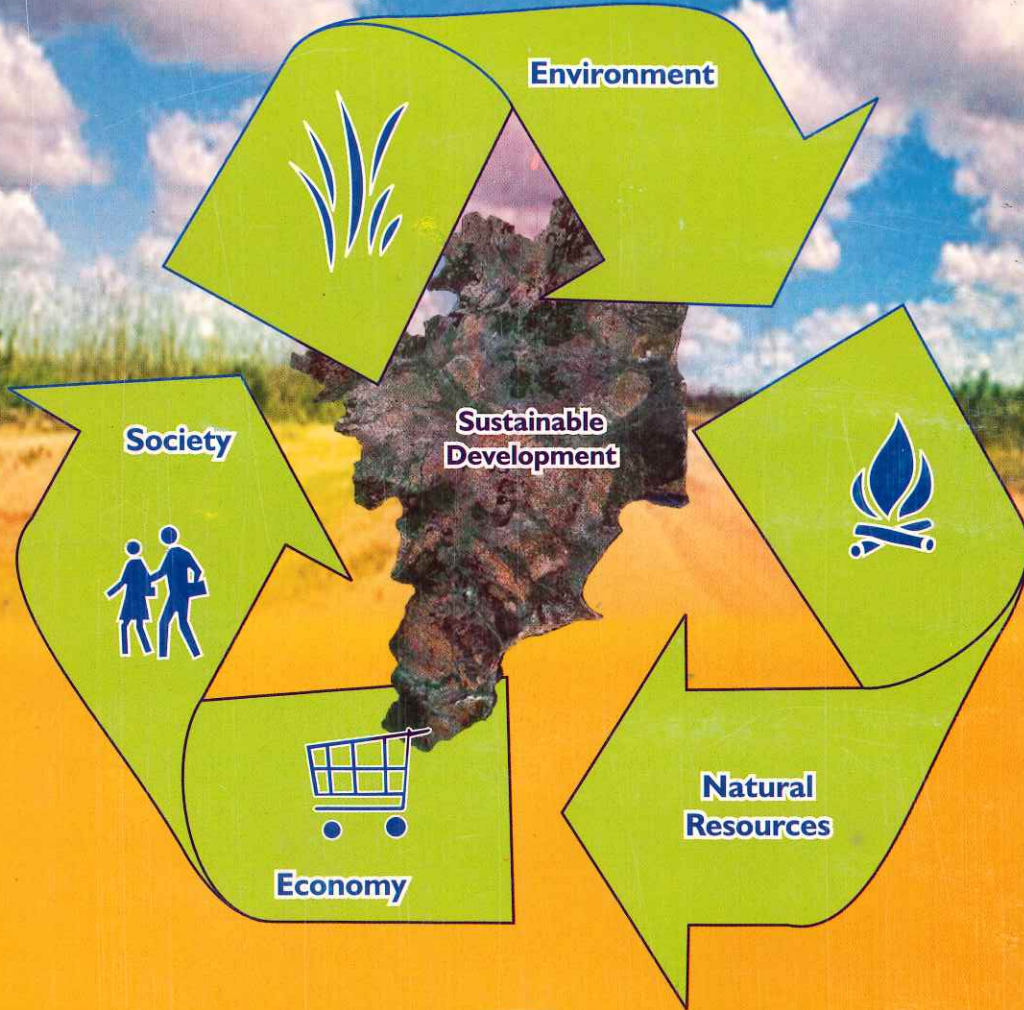 Environment
Society
Sustainable
Development
Natural
Resources
Economy